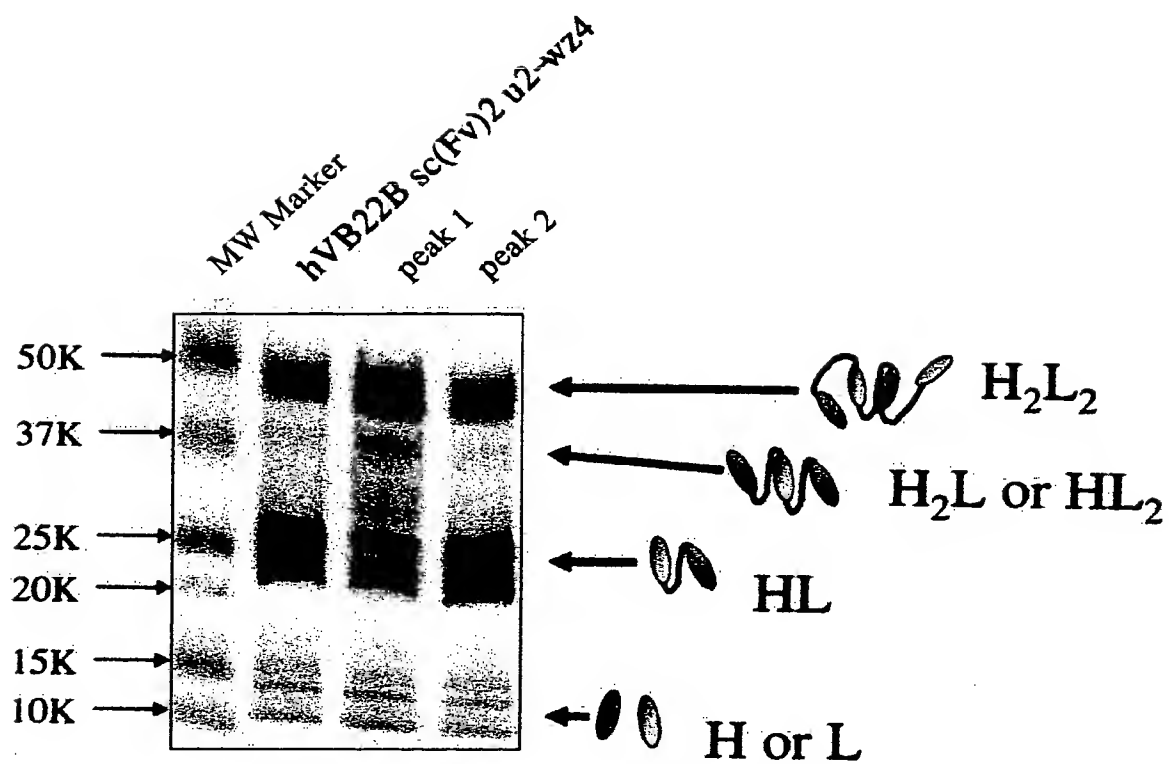 MW Marker
hVB22B sc(Fv)2 u2-wz4
peak 1
peak 2
50K
37K
25K
20K
15K
10K
H₂L₂
H₂L or HL₂
HL
H or L